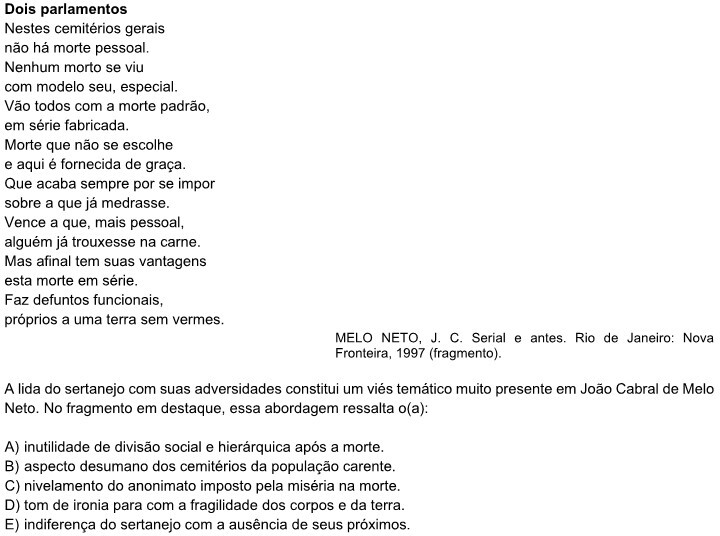 Dois parlamentos
Nestes cemitérios gerais
não há morte pessoal.
Nenhum morto se viu
com modelo seu, especial.
Vão todos com a morte padrão,
em série fabricada.
Morte que não se escolhe
e aqui é fornecida de graça.
Que acaba sempre por se impor
sobre a que já medrasse.
Vence a que, mais pessoal,
alguém já trouxesse na carne.
Mas afinal tem suas vantagens
esta morte em série.
Faz defuntos funcionais,
próprios a uma terra sem vermes.
MELO NETO, J. C. Serial e antes. Rio de Janeiro: Nova
Fronteira, 1997 (fragmento).
A lida do sertanejo com suas adversidades constitui um viés temático muito presente em João Cabral de Melo
Neto. No fragmento em destaque, essa abordagem ressalta o(a):
A) inutilidade de divisão social e hierárquica após a morte.
B) aspecto desumano dos cemitérios da população carente.
C) nivelamento do anonimato imposto pela miséria na morte.
D) tom de ironia para com a fragilidade dos corpos e da terra.
E) indiferença do sertanejo com a ausência de seus próximos.